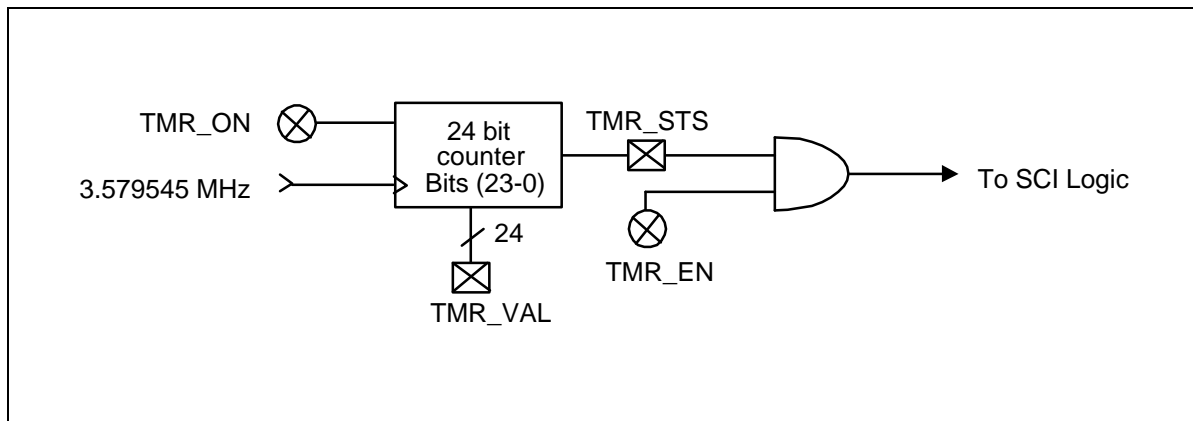 TMR_ON
3.579545 MHz
24 bit
counter
Bits (23-0)
24
TMR_VAL
TMR_STS
TMR_EN
To SCI Logic